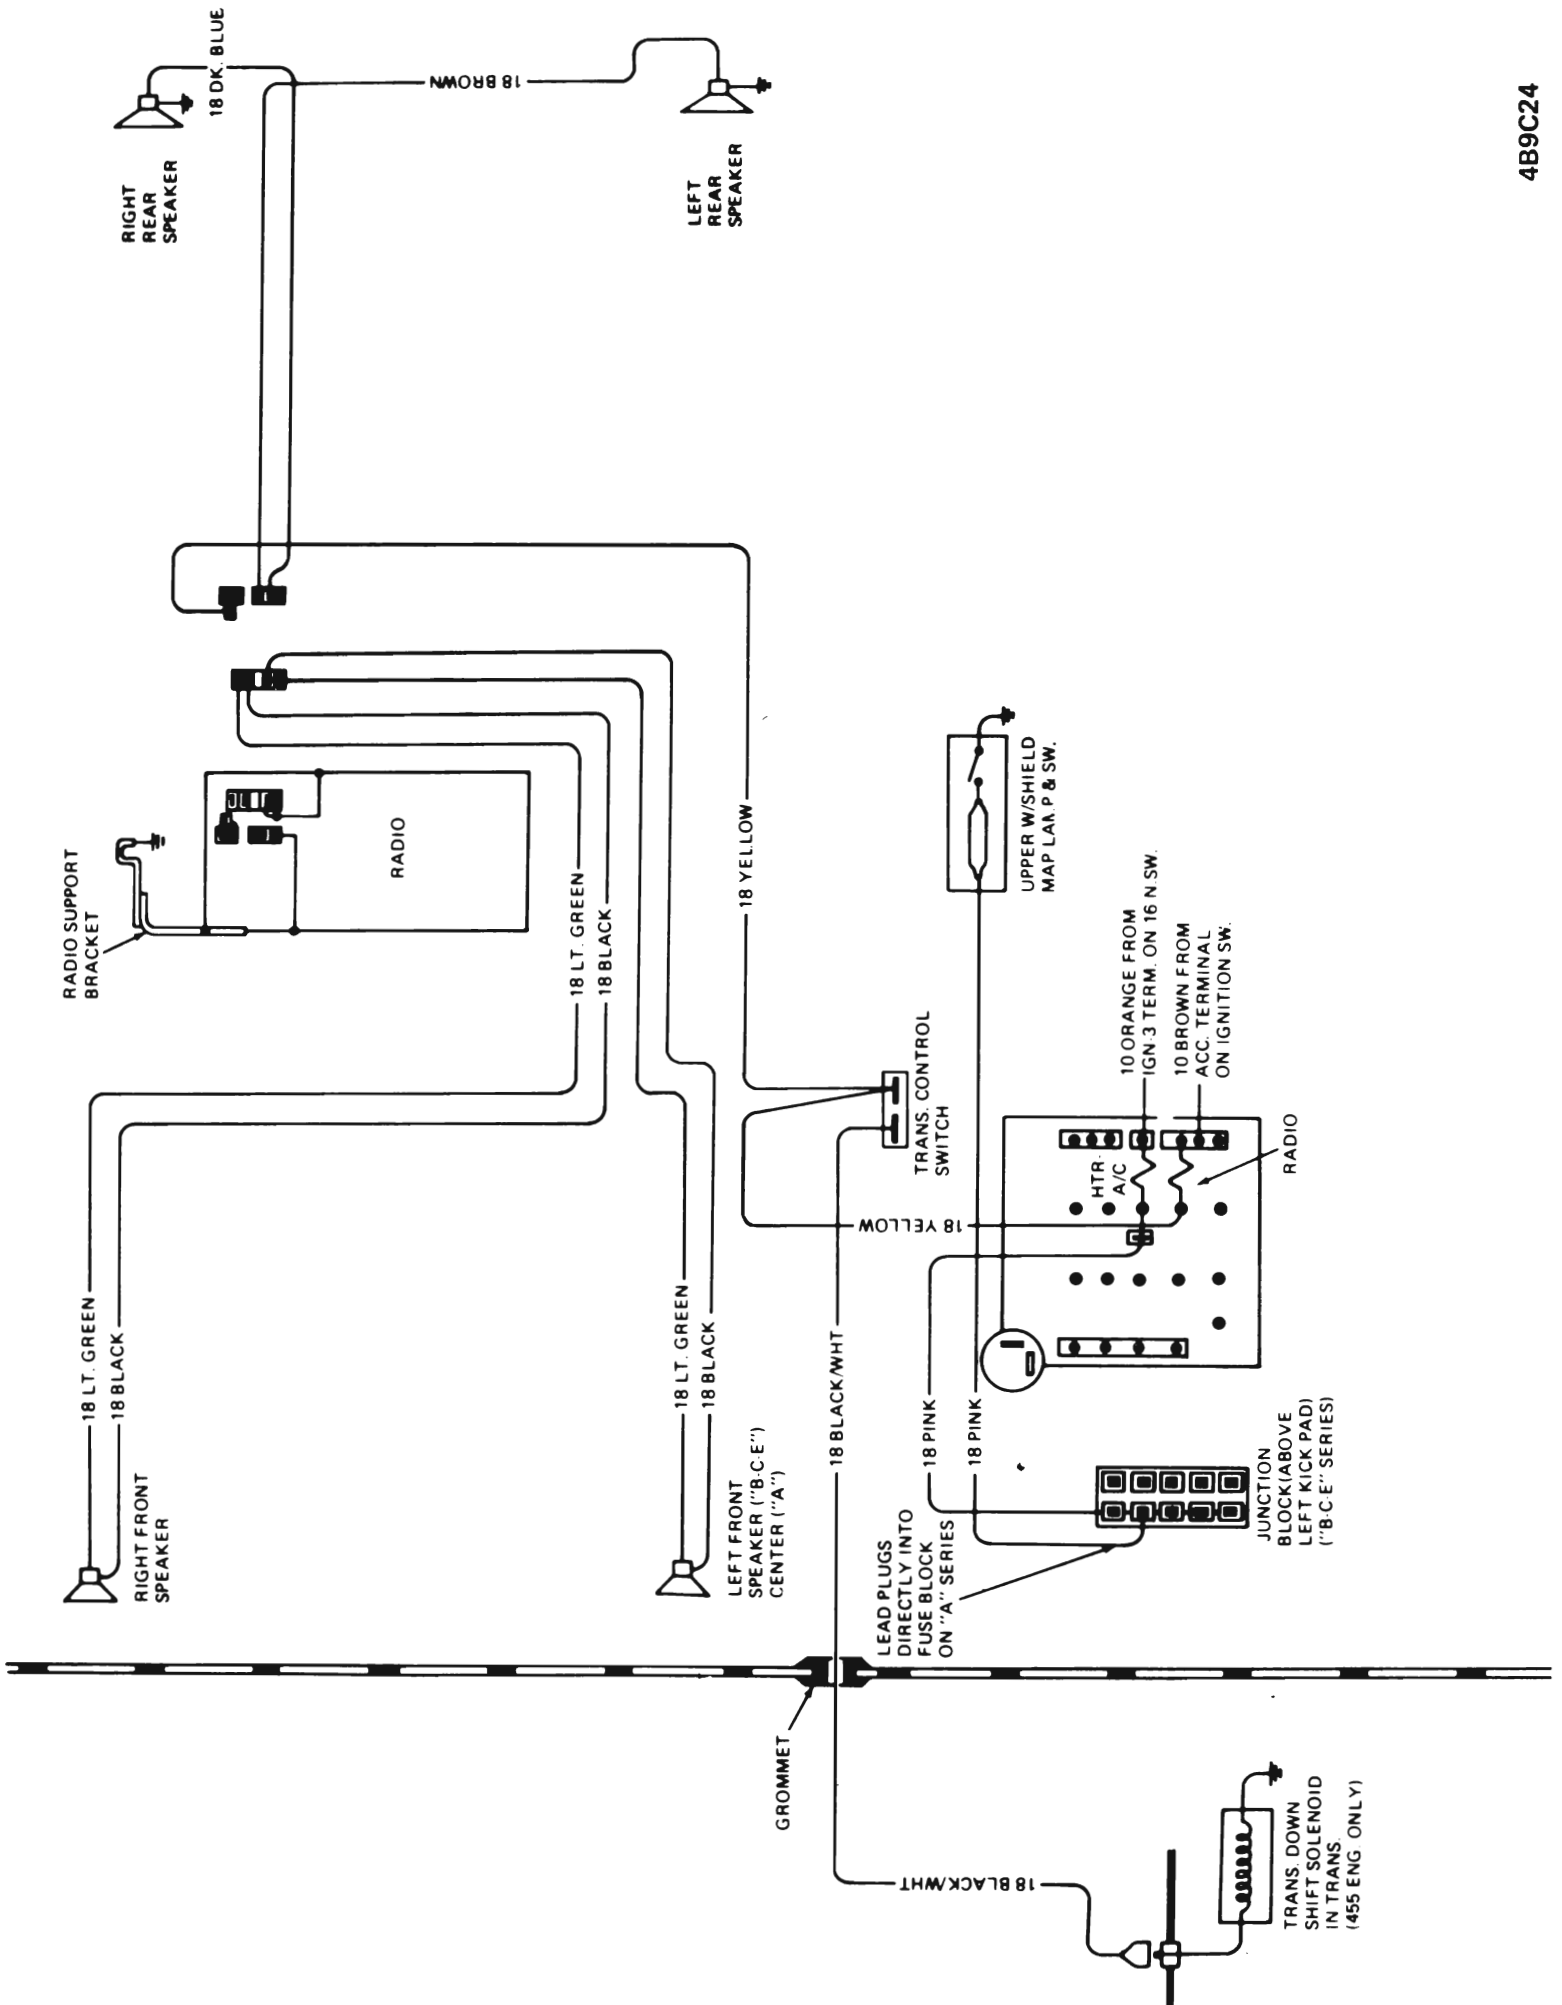 18 DK. BLUE
18 BROWN
RIGHT
REAR
SPEAKER
LEFT
REAR
SPEAKER
4B9C24
RADIO SUPPORT
BRACKET
RADIO
18 LT. GREEN
18 BLACK
18 YELLOW
UPPER W/SHIELD
MAP LAMP & SW.
10 ORANGE FROM
IGN-3 TERM. ON 16 N.SW.
10 BROWN FROM
ACC. TERMINAL
ON IGNITION SW.
TRANS. CONTROL
SWITCH
HTR-
A/C
RADIO
18 YELLOW
18 LT. GREEN
18 BLACK
18 LT. GREEN
18 BLACK
18 BLACK/WHT
18 PINK
18 PINK
RIGHT FRONT
SPEAKER
LEFT FRONT
SPEAKER ("B-C-E")
CENTER ("A")
LEAD PLUGS
DIRECTLY INTO
FUSE BLOCK
ON "A" SERIES
JUNCTION
BLOCK(ABOVE
LEFT KICK PAD)
("B-C-E" SERIES)
GROMMET
18 BLACK/WHT
TRANS. DOWN
SHIFT SOLENOID
IN TRANS.
(455 ENG. ONLY)